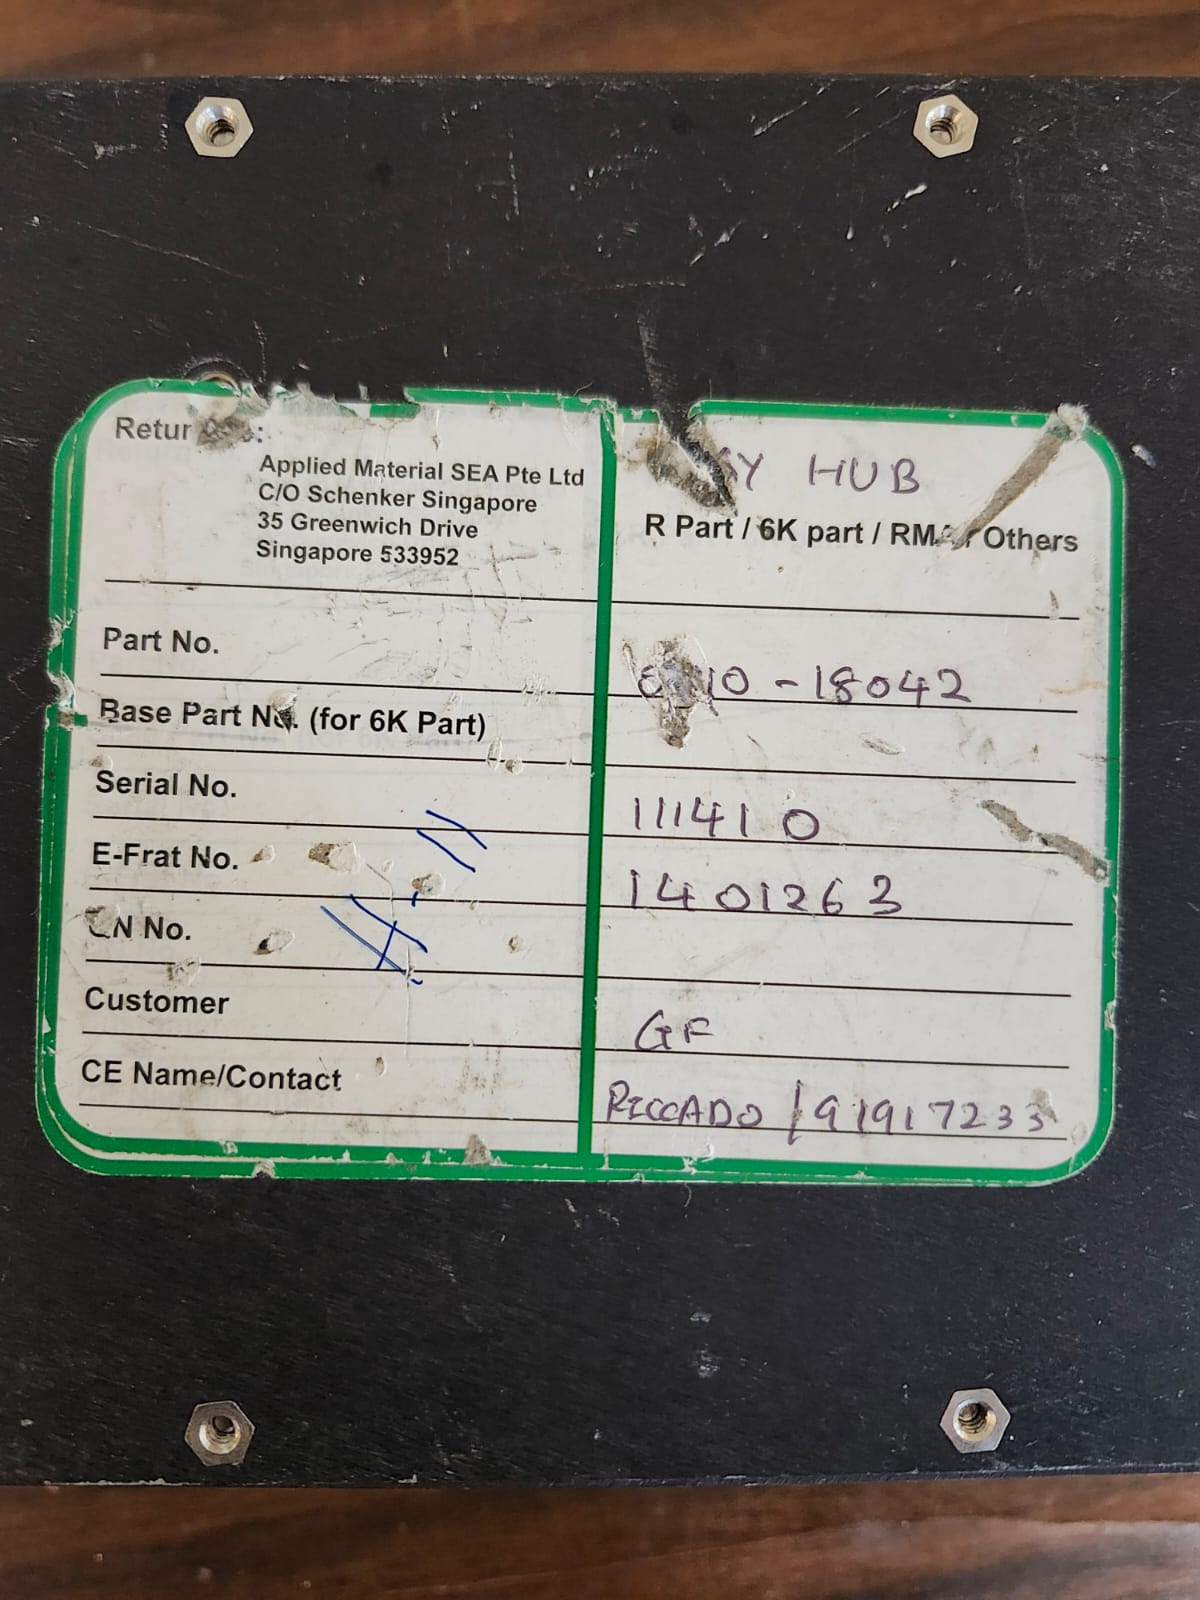 Applied Material SEA Pte Ltd
C/O Schenker Singapore
35 Greenwich Drive
Singapore 533952
HUB
R Part / 6K part / Others
Part No.
-18042
Base Part No. (for 6K Part)
Serial No.
111410
E-Frat No.
1401263
No.
Customer
GF
CE Name/Contact
RICCADO / 91917233